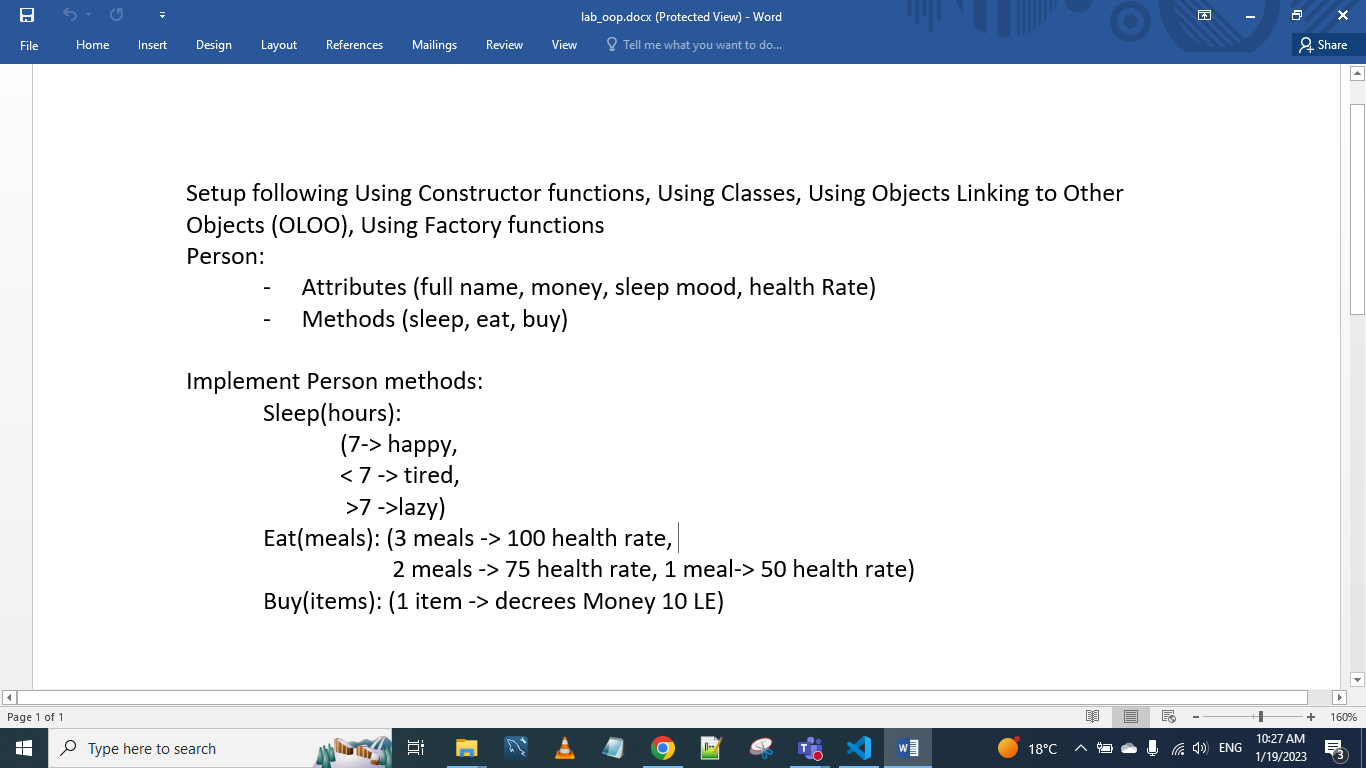 lab_oop.docx (Protected View) - Word
File Home Insert Design Layout References Mailings Review View Tell me what you want to do... Share
Setup following Using Constructor functions, Using Classes, Using Objects Linking to Other
Objects (OLOO), Using Factory functions
Person:
- Attributes (full name, money, sleep mood, health Rate)
- Methods (sleep, eat, buy)
Implement Person methods:
Sleep(hours):
(7-> happy,
< 7 -> tired,
>7 ->lazy)
Eat(meals): (3 meals -> 100 health rate,
2 meals -> 75 health rate, 1 meal-> 50 health rate)
Buy(items): (1 item -> decrees Money 10 LE)
Page 1 of 1 160%
Type here to search 18°C ENG 10:27 AM
1/19/2023 3